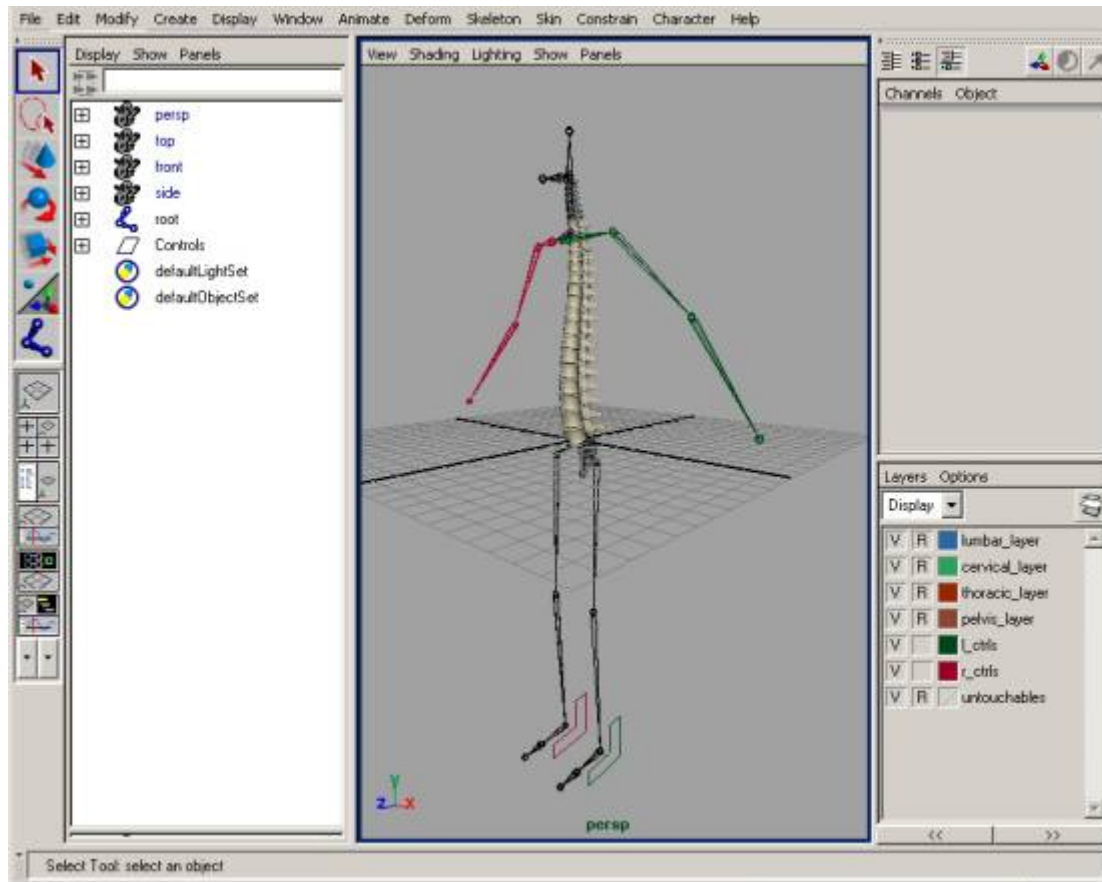 File Edit Modify Create Display Window Animate Deform Skeleton Skin Constrain Character Help
Display Show Panels
persp
top
front
side
root
Controls
defaultLightSet
defaultObjectSet
View Shading Lighting Show Panels
Y
Z X
persp
Channels Object
Layers Options
Display
V R lumbar_layer
V R cervical_layer
V R thoracic_layer
V R pelvis_layer
V l_ctrls
V r_ctrls
V R untouchables
<< >>
Select Tool: select an object